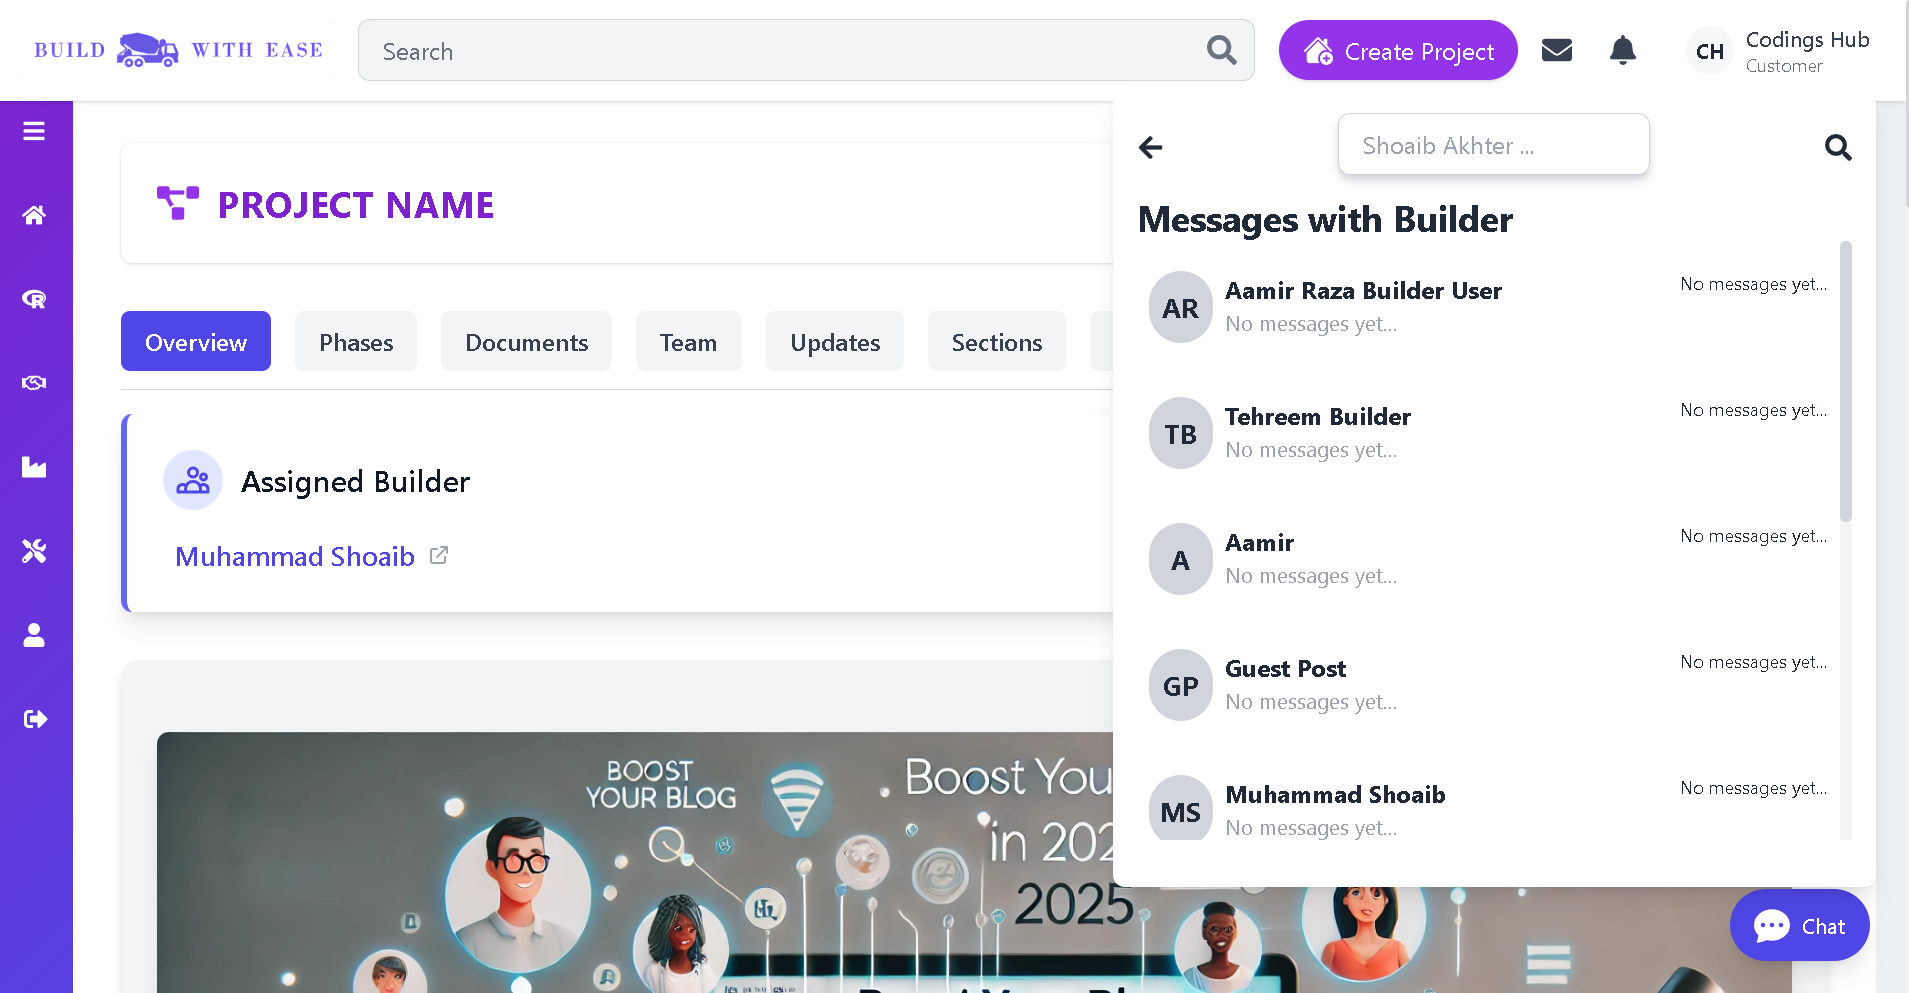 BUILD WITH EASE
Search
Create Project
CH
Codings Hub
Customer
Shoaib Akhter ...
Messages with Builder
AR
Aamir Raza Builder User
No messages yet...
No messages yet...
TB
Tehreem Builder
No messages yet...
No messages yet...
A
Aamir
No messages yet...
No messages yet...
GP
Guest Post
No messages yet...
No messages yet...
MS
Muhammad Shoaib
No messages yet...
No messages yet...
PROJECT NAME
Overview
Phases
Documents
Team
Updates
Sections
Assigned Builder
Muhammad Shoaib
BOOST
YOUR BLOG
Boost You
in 202
2025
Chat